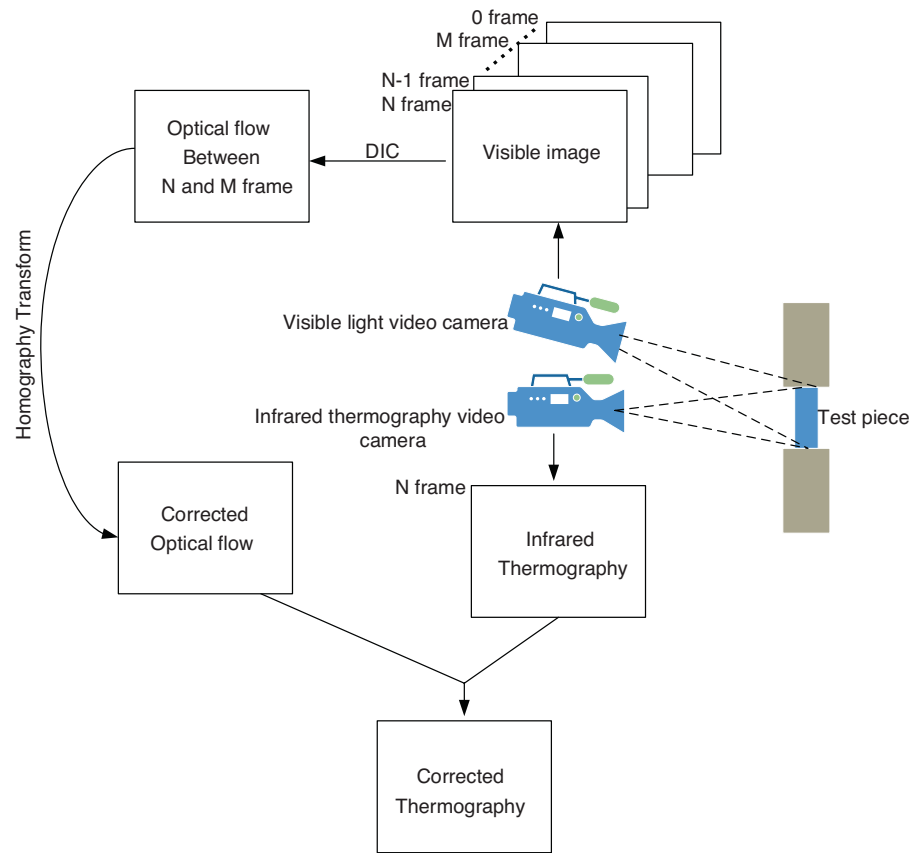 0 frame
M frame
N-1 frame
N frame
Visible image
Optical flow
Between
N and M frame
DIC
Homography Transform
Visible light video camera
Infrared thermography video
camera
Test piece
N frame
Corrected
Optical flow
Infrared
Thermography
Corrected
Thermography